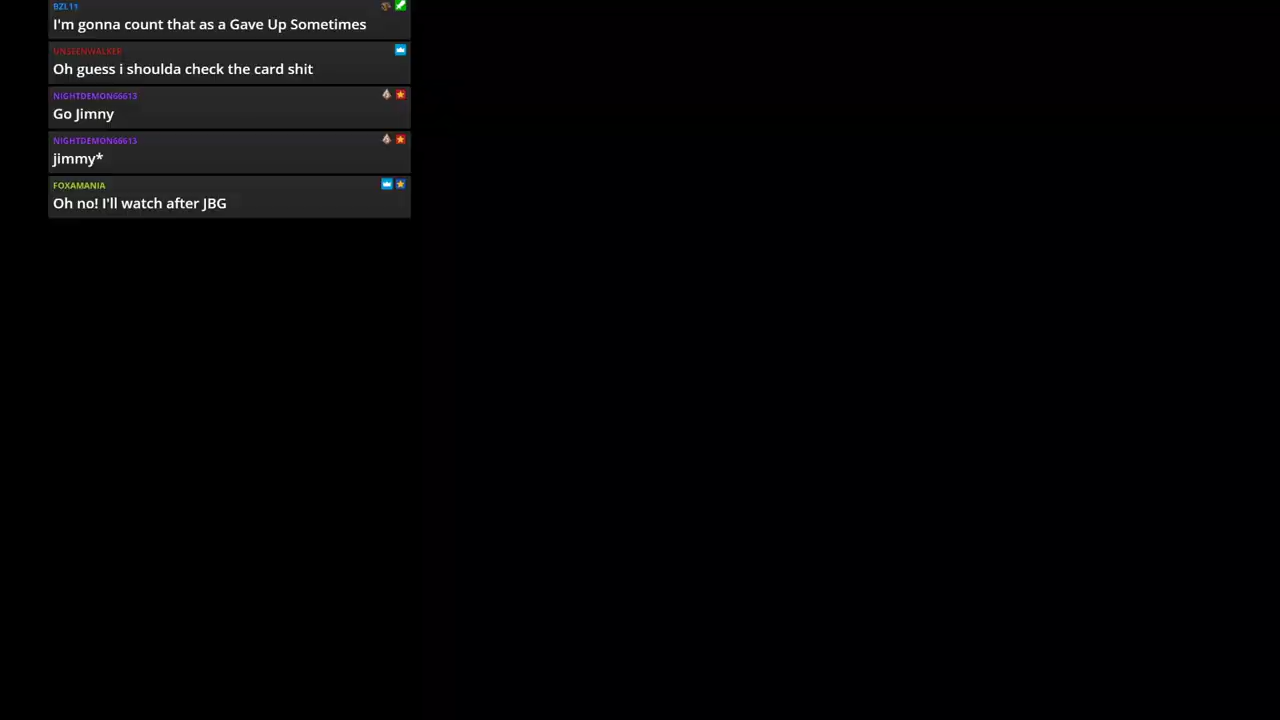 BZL11
I'm gonna count that as a Gave Up Sometimes
UNSEENWALKER
Oh guess i shoulda check the card shit
NIGHTDEMON66613
Go Jimny
NIGHTDEMON66613
jimmy*
FOXAMANIA
Oh no! I'll watch after JBG